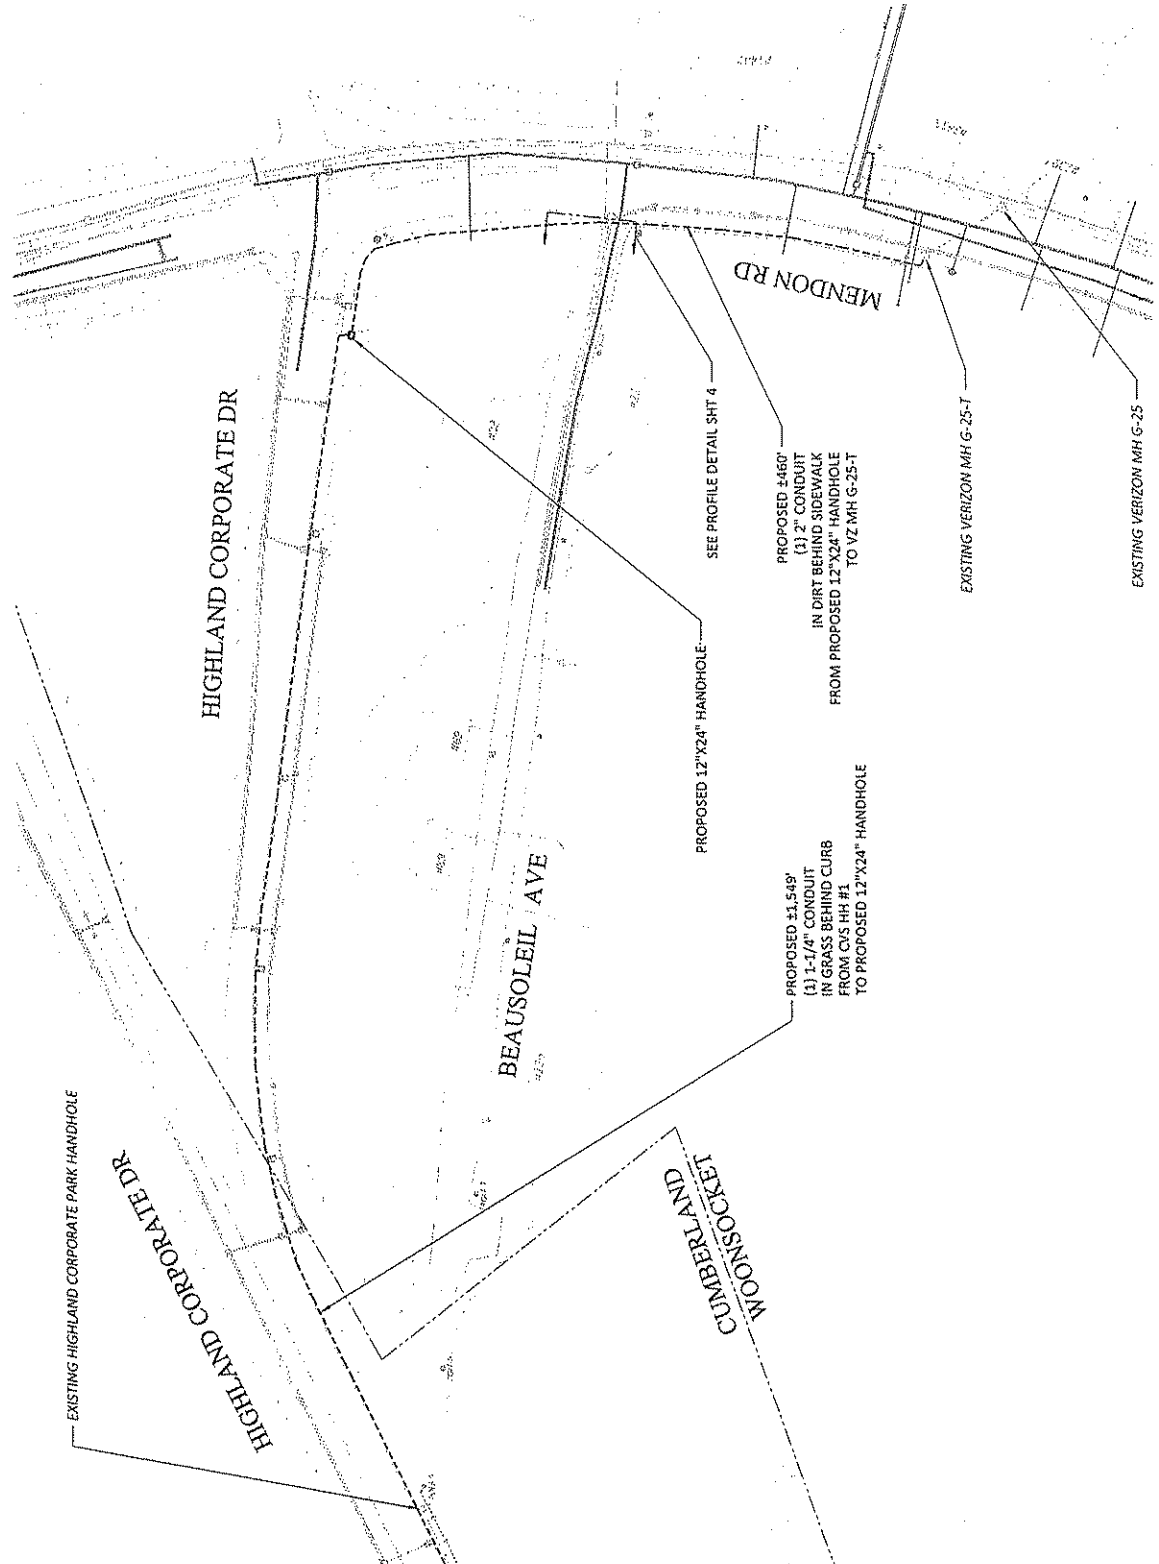 EXISTING HIGHLAND CORPORATE PARK HANDHOLE
HIGHLAND CORPORATE DR
HIGHLAND CORPORATE DR
BEAUSOLEIL AVE
MENDON RD
CUMBERLAND
WOONSOCKET
PROPOSED 12"X24" HANDHOLE
SEE PROFILE DETAIL SHT 4
PROPOSED ±1,549'
(1) 1-1/4" CONDUIT
IN GRASS BEHIND CURB
FROM CVS HH #1
TO PROPOSED 12"X24" HANDHOLE
PROPOSED ±460'
(1) 2" CONDUIT
IN DIRT BEHIND SIDEWALK
FROM PROPOSED 12"X24" HANDHOLE
TO VZ MH G-25-T
EXISTING VERIZON MH G-25-T
EXISTING VERIZON MH G-25